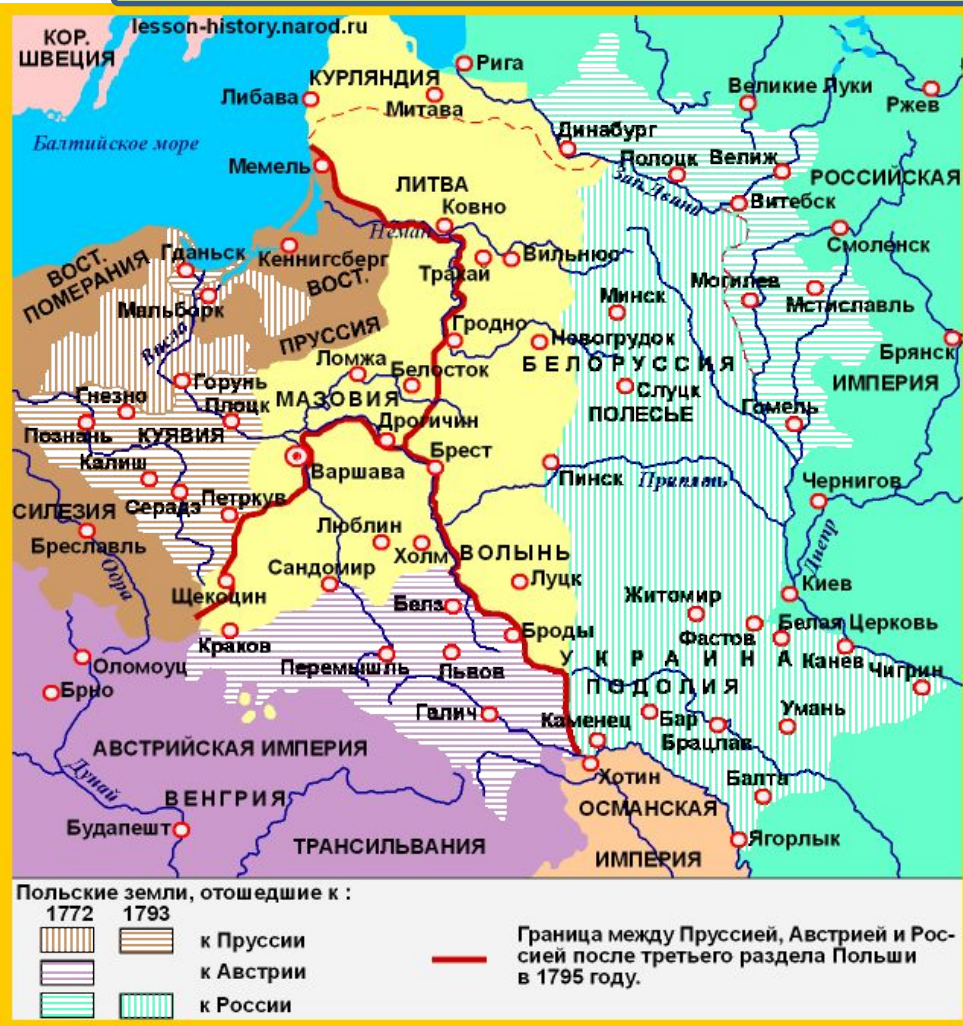 lesson-history.narod.ru
КОР.
ШВЕЦИЯ
Рига
КУРЛЯНДИЯ
Либава
Митава
Великие Луки
Ржев
Балтийское море
Динабург
Мемель
Полоцк
Велиж
РОССИЙСКАЯ
ЛИТВА
Зап. Двина
Витебск
Ковно
Неман
Смоленск
ВОСТ.
ПОМЕРАНИЯ
Гданьск
Кеннигсберг
Тракай
Вильнюс
ВОСТ.
ПРУССИЯ
Могилев
Минск
Мстиславль
Мальборк
Висла
Гродно
Новогрудок
БЕЛОРУССИЯ
Брянск
Ломжа
Белосток
Слуцк
ИМПЕРИЯ
Горунь
Гнезно
Плоцк
МАЗОВИЯ
ПОЛЕСЬЕ
Гомель
Познань
КУЯВИЯ
Дрогичин
Варшава
Брест
Калиш
Пинск
Припять
Чернигов
Серадз
Петркув
СИЛЕЗИЯ
Бреславль
Одра
Люблин
Холм
ВОЛЫНЬ
Днепр
Сандомир
Луцк
Киев
Щекоцин
Белз
Житомир
Белая Церковь
Фастов
Краков
Броды
УКРАИНА
Канев
Чигрин
Оломоуц
Перемышль
Львов
Брно
ПОДОЛИЯ
Галич
Каменец
Бар
Умань
Брацлав
АВСТРИЙСКАЯ ИМПЕРИЯ
Дунай
Хотин
Балта
ВЕНГРИЯ
ОСМАНСКАЯ
ИМПЕРИЯ
Будапешт
ТРАНСИЛЬВАНИЯ
Ягорлык
Польские земли, отошедшие к :
1772 1793
к Пруссии
к Австрии
к России
Граница между Пруссией, Австрией и Рос-
сией после третьего раздела Польши
в 1795 году.